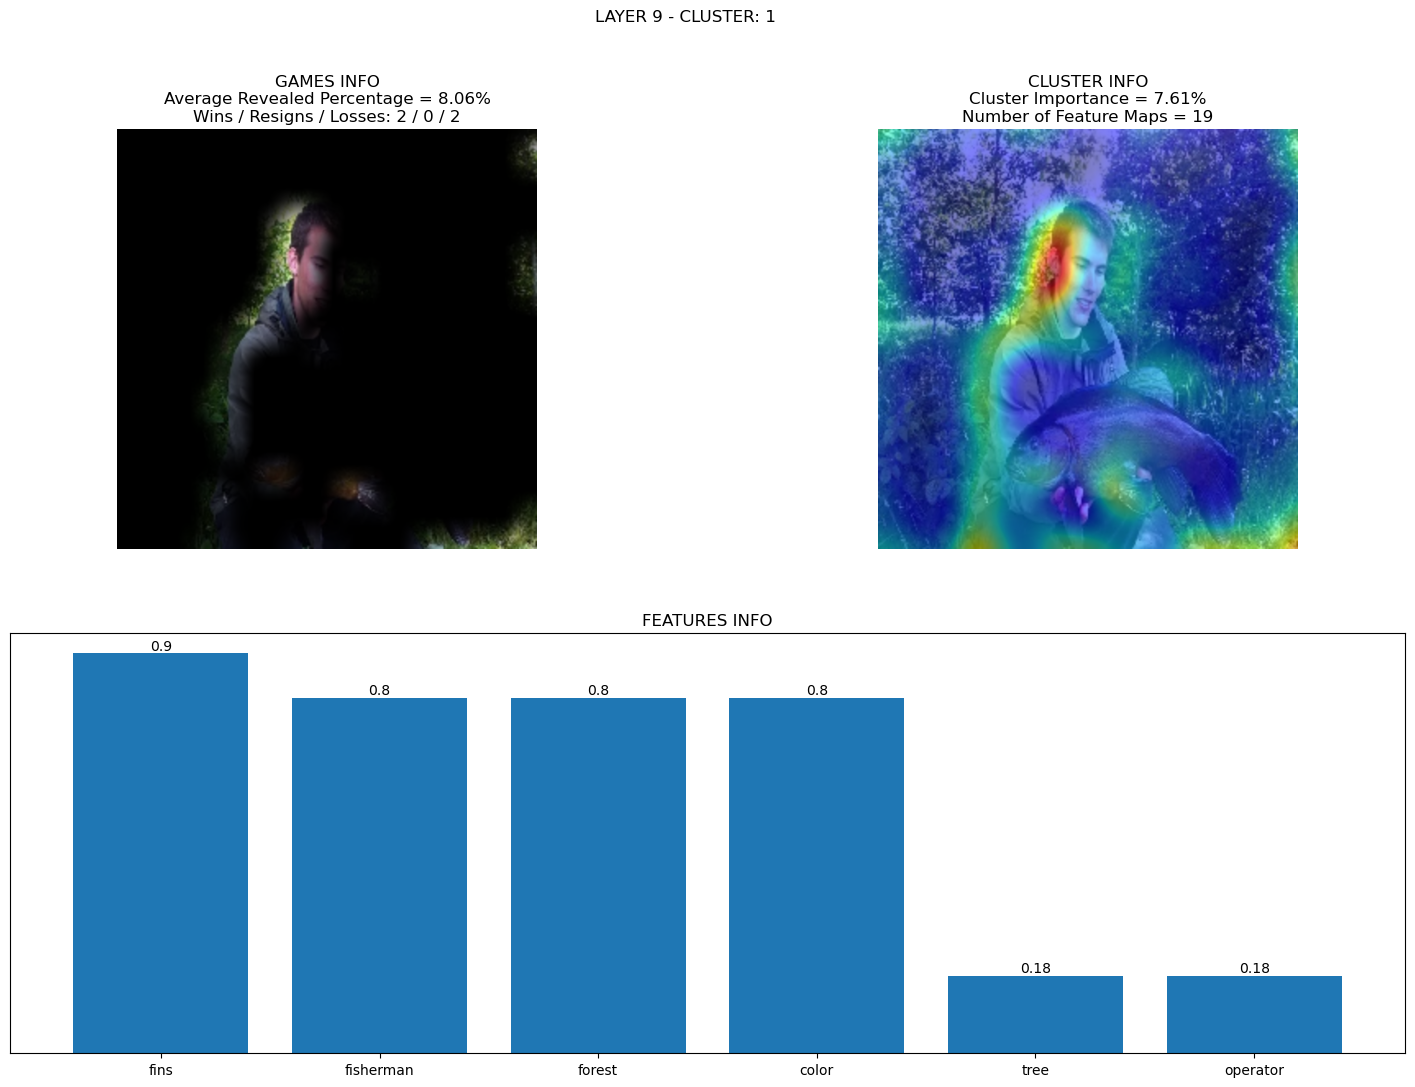 LAYER 9 - CLUSTER: 1
GAMES INFO
Average Revealed Percentage = 8.06%
Wins / Resigns / Losses: 2 / 0 / 2
CLUSTER INFO
Cluster Importance = 7.61%
Number of Feature Maps = 19
FEATURES INFO
0.9
0.8
0.8
0.8
0.18
0.18
fins
fisherman
forest
color
tree
operator